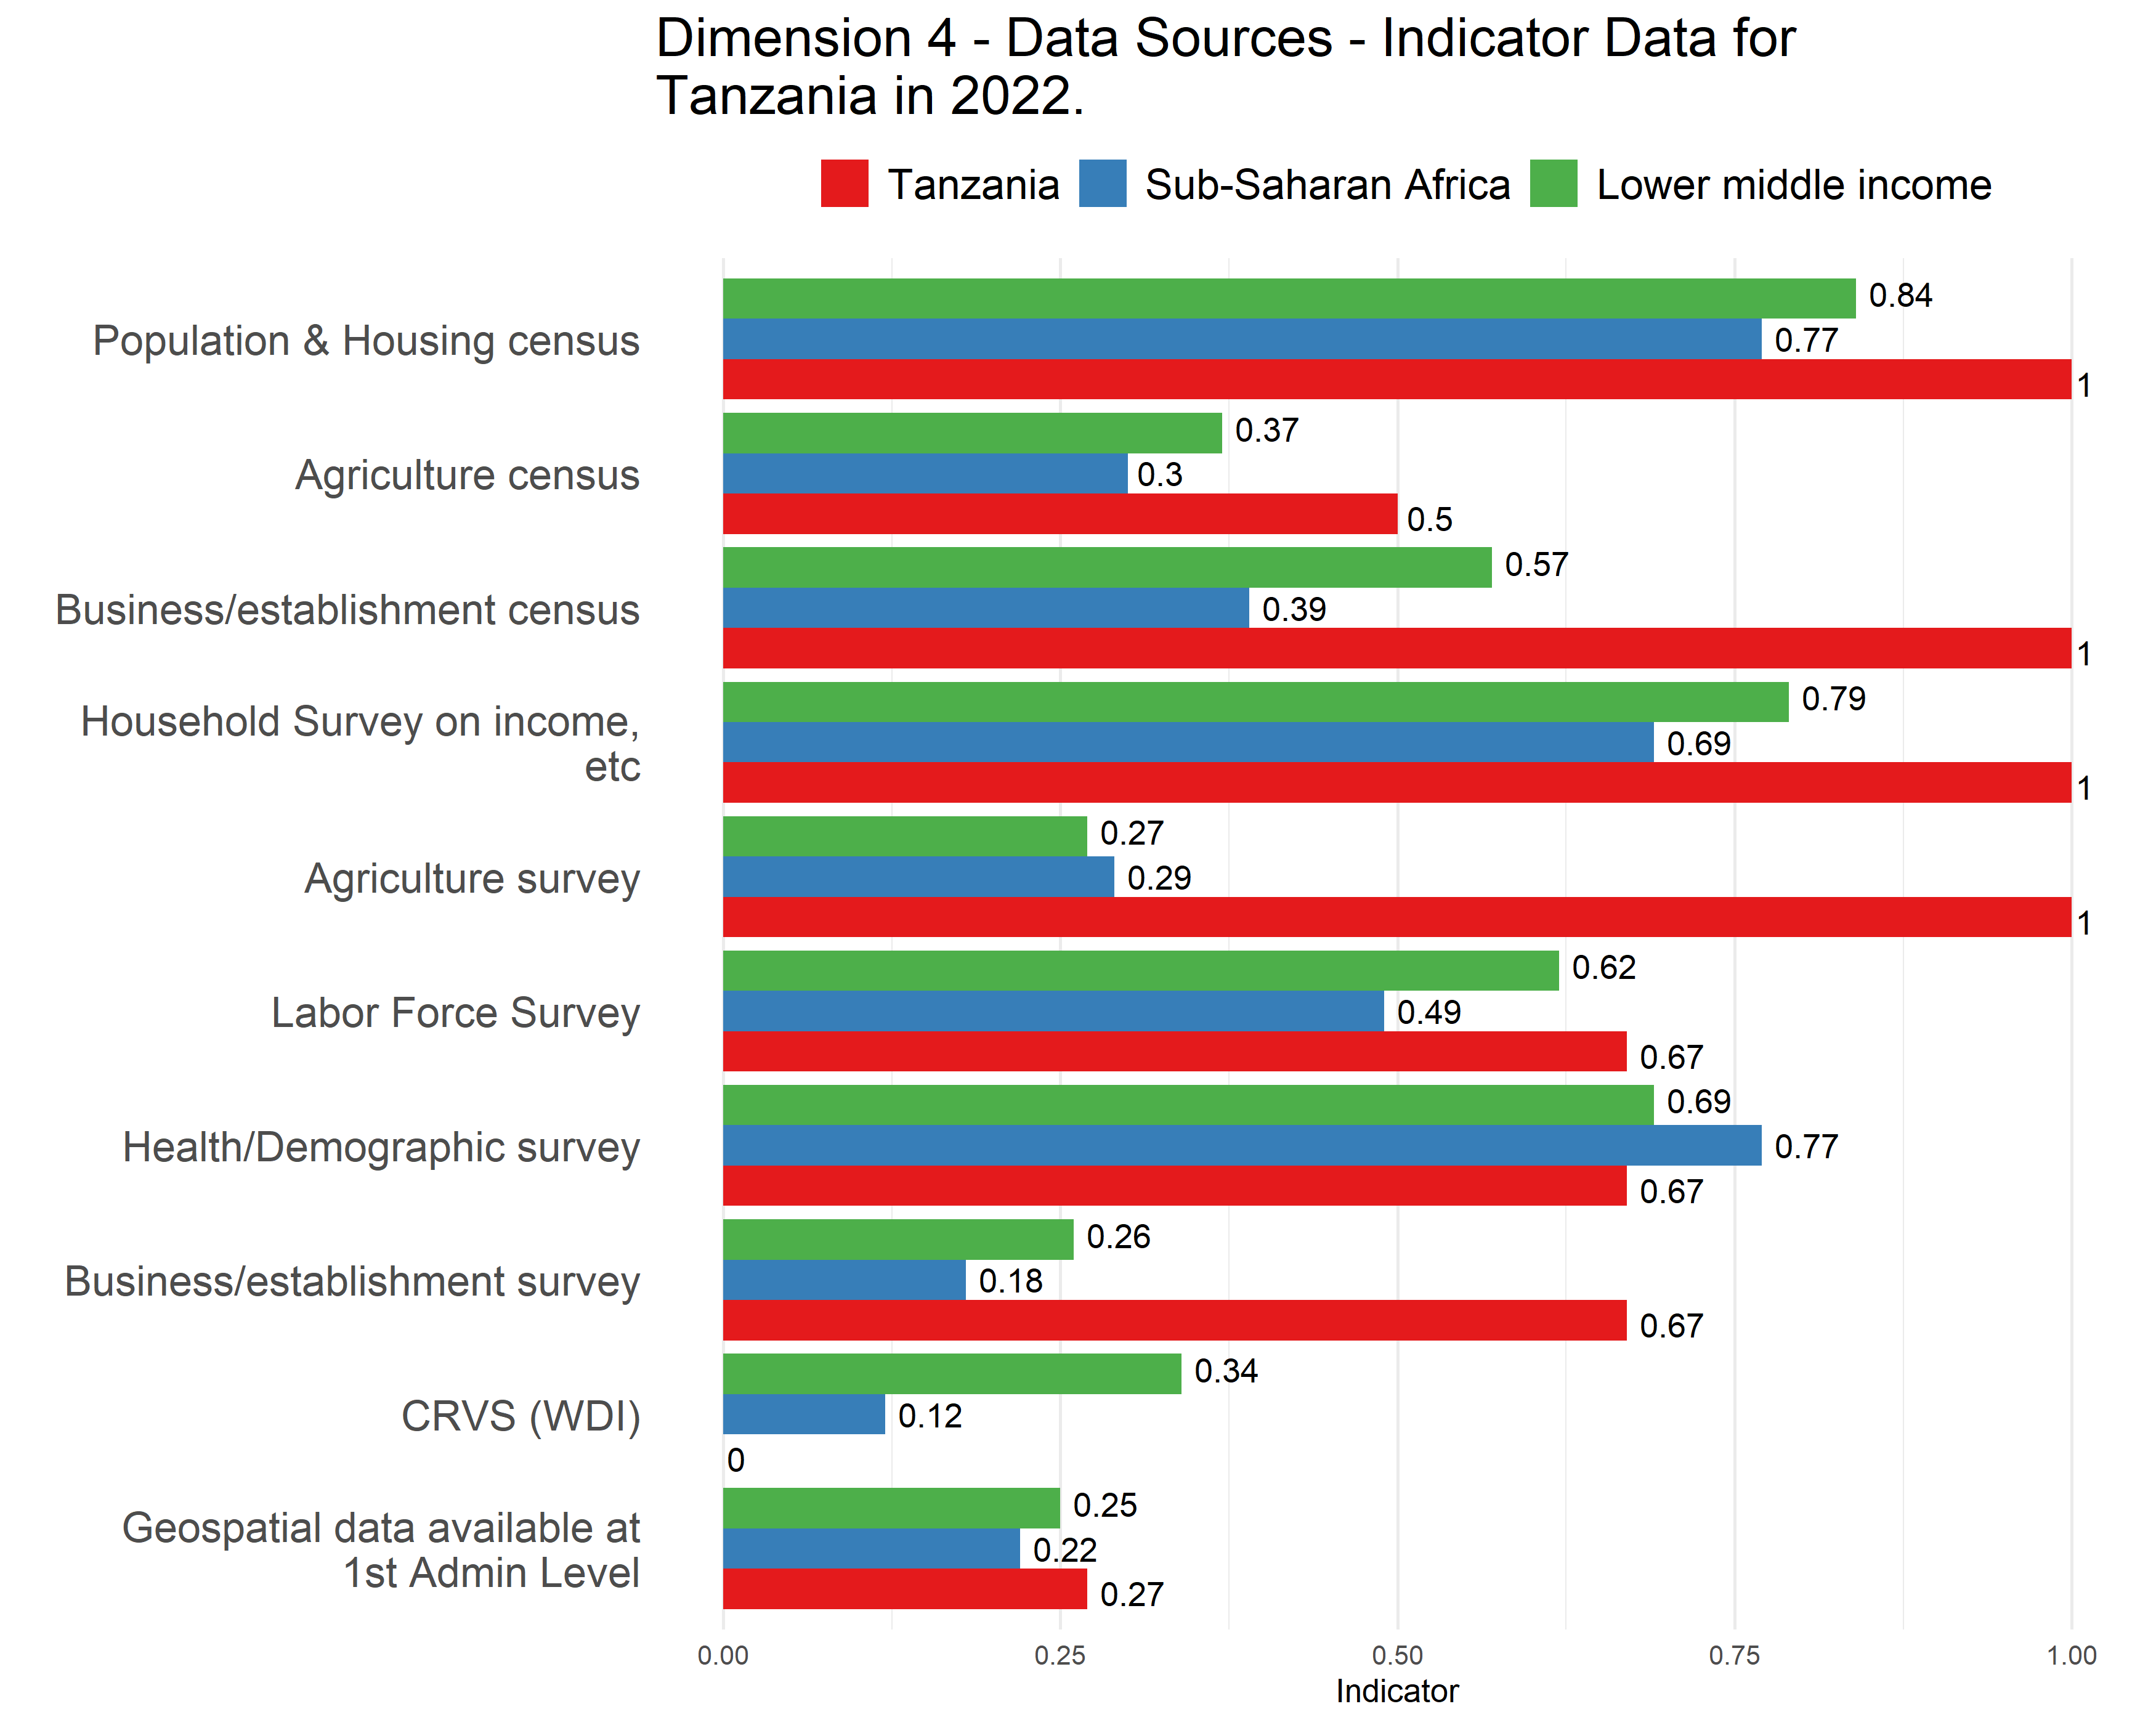 Dimension 4 - Data Sources - Indicator Data for
Tanzania in 2022.
Tanzania
Sub-Saharan Africa
Lower middle income
Population & Housing census
0.84
0.77
1
Agriculture census
0.37
0.3
0.5
Business/establishment census
0.57
0.39
1
Household Survey on income,
etc
0.79
0.69
1
Agriculture survey
0.27
0.29
1
Labor Force Survey
0.62
0.49
0.67
Health/Demographic survey
0.69
0.77
0.67
Business/establishment survey
0.26
0.18
0.67
CRVS (WDI)
0.34
0.12
0
Geospatial data available at
1st Admin Level
0.25
0.22
0.27
0.00
0.25
0.50
0.75
1.00
Indicator